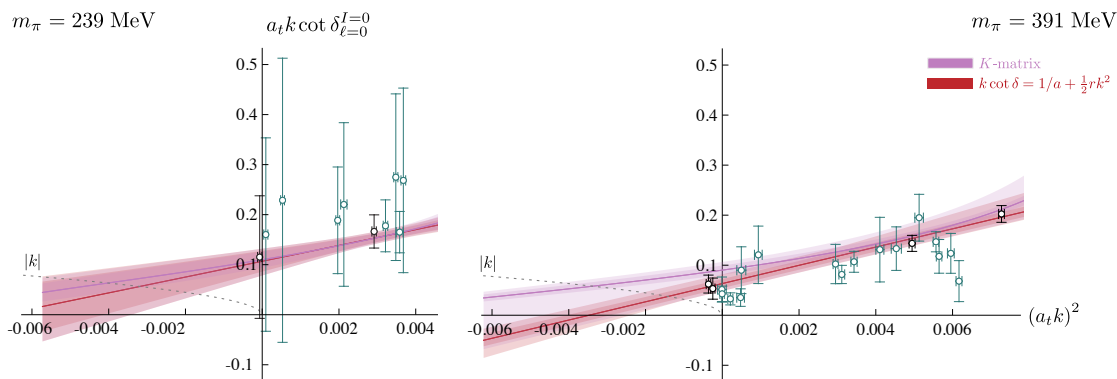 m_π = 239 MeV
a_t k cot δ^{I=0}_{ℓ=0}
m_π = 391 MeV
K-matrix
k cot δ = 1/a + ½rk²
0.5
0.4
0.3
0.2
0.1
-0.1
|k|
-0.006
-0.004
-0.002
0.002
0.004
0.5
0.4
0.3
0.2
0.1
-0.1
|k|
-0.006
-0.004
-0.002
0.002
0.004
0.006
(a_t k)²